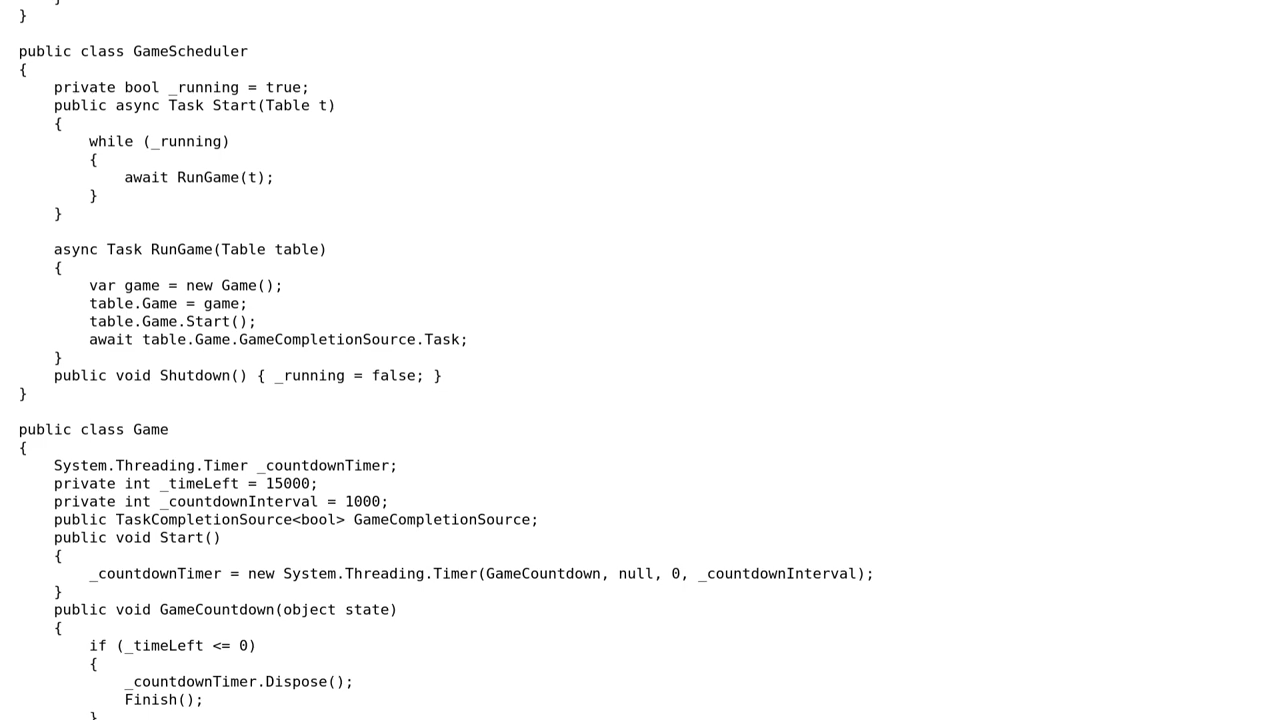 }
}
public class GameScheduler
{
private bool _running = true;
public async Task Start(Table t)
{
while (_running)
{
await RunGame(t);
}
}
async Task RunGame(Table table)
{
var game = new Game();
table.Game = game;
table.Game.Start();
await table.Game.GameCompletionSource.Task;
}
public void Shutdown() { _running = false; }
}
public class Game
{
System.Threading.Timer _countdownTimer;
private int _timeLeft = 15000;
private int _countdownInterval = 1000;
public TaskCompletionSource<bool> GameCompletionSource;
public void Start()
{
_countdownTimer = new System.Threading.Timer(GameCountdown, null, 0, _countdownInterval);
}
public void GameCountdown(object state)
{
if (_timeLeft <= 0)
{
_countdownTimer.Dispose();
Finish();
}